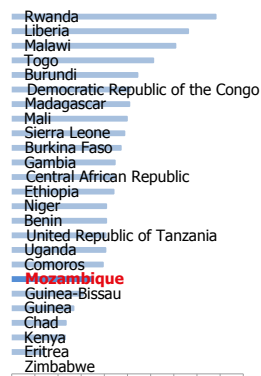 Rwanda
Liberia
Malawi
Togo
Burundi
Democratic Republic of the Congo
Madagascar
Mali
Sierra Leone
Burkina Faso
Gambia
Central African Republic
Ethiopia
Niger
Benin
United Republic of Tanzania
Uganda
Comoros
Mozambique
Guinea-Bissau
Guinea
Chad
Kenya
Eritrea
Zimbabwe